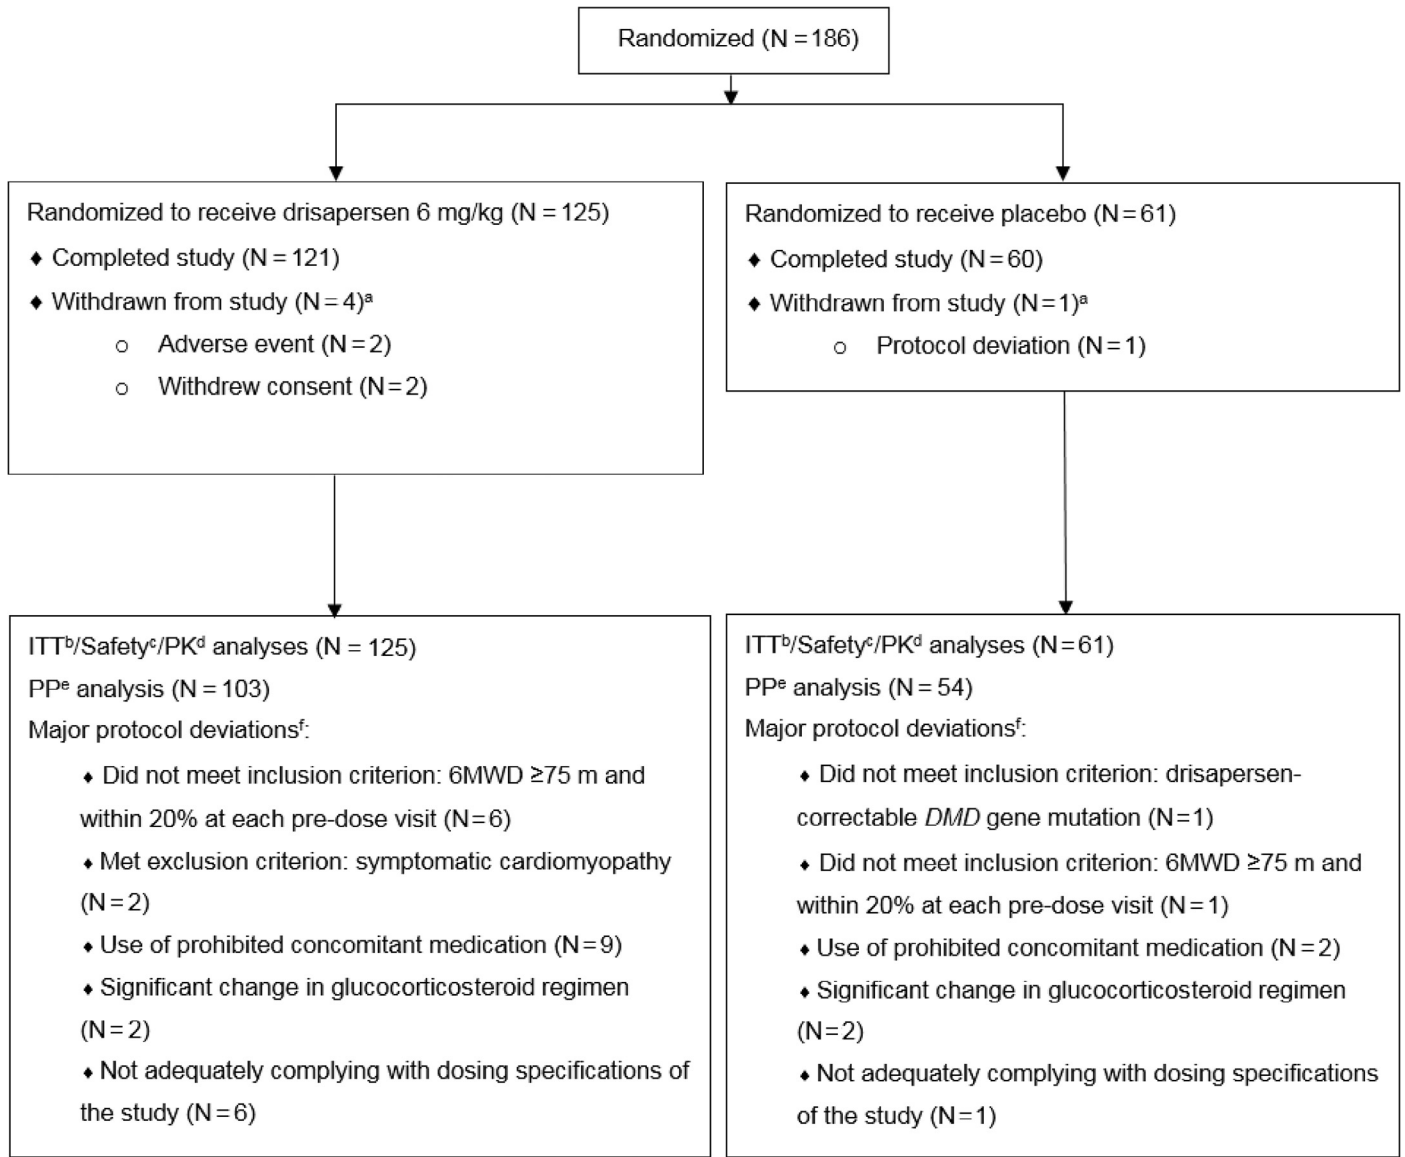 Randomized (N = 186)
Randomized to receive drisapersen 6 mg/kg (N = 125)
♦ Completed study (N = 121)
♦ Withdrawn from study (N = 4)ᵃ
o Adverse event (N = 2)
o Withdrew consent (N = 2)
Randomized to receive placebo (N = 61)
♦ Completed study (N = 60)
♦ Withdrawn from study (N = 1)ᵃ
o Protocol deviation (N = 1)
ITTᵇ/Safetyᶜ/PKᵈ analyses (N = 125)
PPᵉ analysis (N = 103)
Major protocol deviationsᶠ:
♦ Did not meet inclusion criterion: 6MWD ≥75 m and
within 20% at each pre-dose visit (N = 6)
♦ Met exclusion criterion: symptomatic cardiomyopathy
(N = 2)
♦ Use of prohibited concomitant medication (N = 9)
♦ Significant change in glucocorticosteroid regimen
(N = 2)
♦ Not adequately complying with dosing specifications of
the study (N = 6)
ITTᵇ/Safetyᶜ/PKᵈ analyses (N = 61)
PPᵉ analysis (N = 54)
Major protocol deviationsᶠ:
♦ Did not meet inclusion criterion: drisapersen-
correctable DMD gene mutation (N = 1)
♦ Did not meet inclusion criterion: 6MWD ≥75 m and
within 20% at each pre-dose visit (N = 1)
♦ Use of prohibited concomitant medication (N = 2)
♦ Significant change in glucocorticosteroid regimen
(N = 2)
♦ Not adequately complying with dosing specifications
of the study (N = 1)